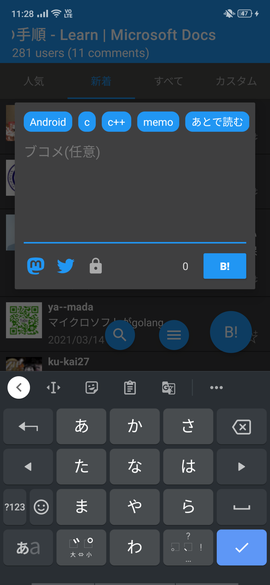 11:28
47
手順 - Learn | Microsoft Docs
281 users (11 comments)
人気 新着 すべて カスタム
Android c c++ memo あとで読む
ブコメ(任意)
0 B!
ya--mada
マイクロソフトがgolang
2021/03/14
B!
ku-kai27
あ か さ
た な は
?123 ま や ら
あa 大⇔小 わ 、。?!…